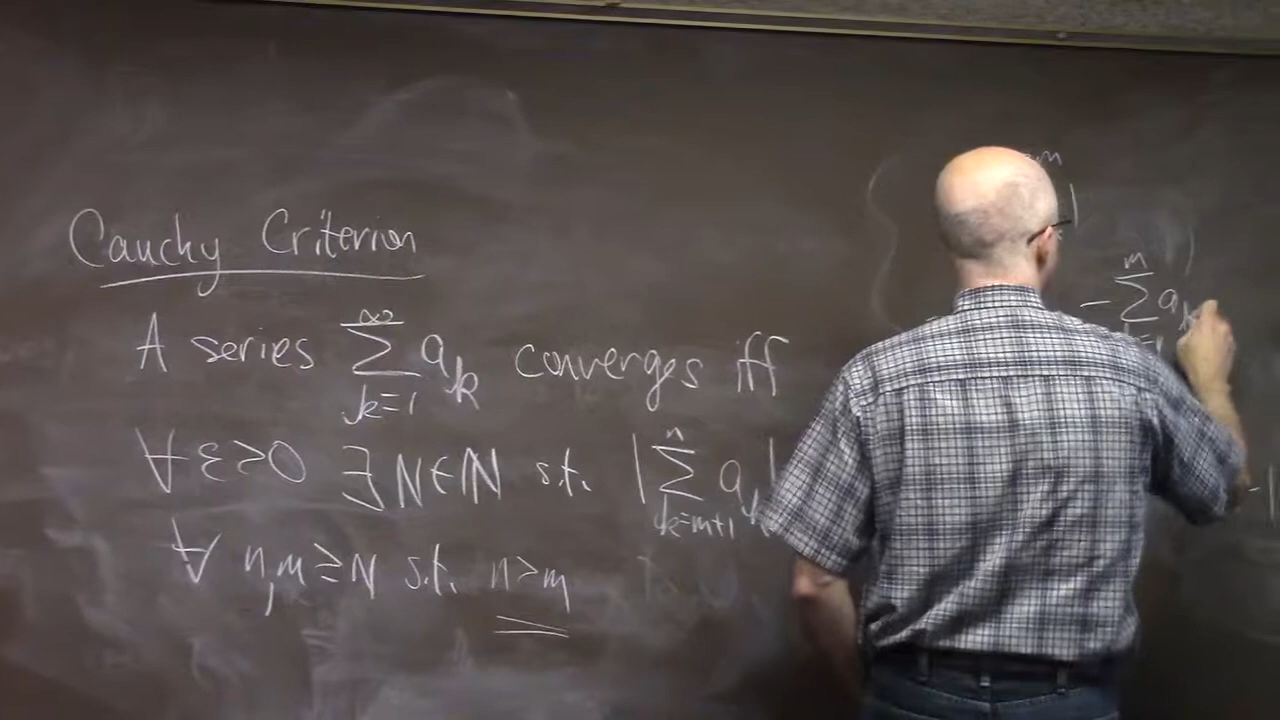 Cauchy Criterion
A series ∞ ∑ k=1 a_k converges iff
∀ ε>0 ∃ N∈ℕ s.t. | n ∑ k=m+1 a_k |
∀ n,m ≥ N s.t. n>m
m
|
- m ∑ a_k
-1